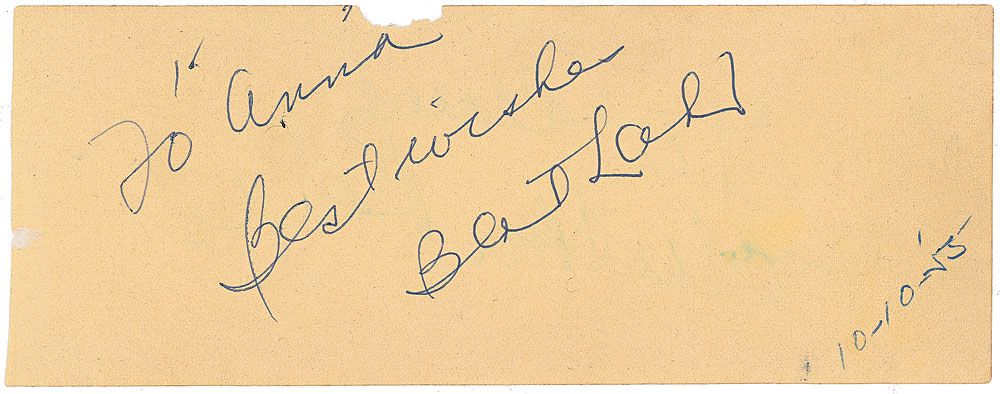 To "Anna"
Best wishes
Bert Lahr
10-10-'55